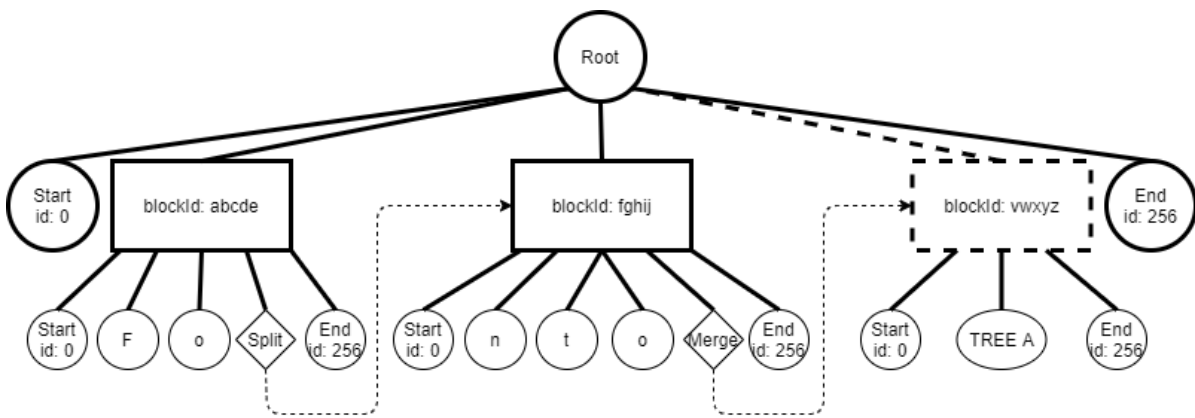 Root
Start
id: 0
blockId: abcde
blockId: fghij
blockId: vwxyz
End
id: 256
Start
id: 0
F
o
Split
End
id: 256
Start
id: 0
n
t
o
Merge
End
id: 256
Start
id: 0
TREE A
End
id: 256